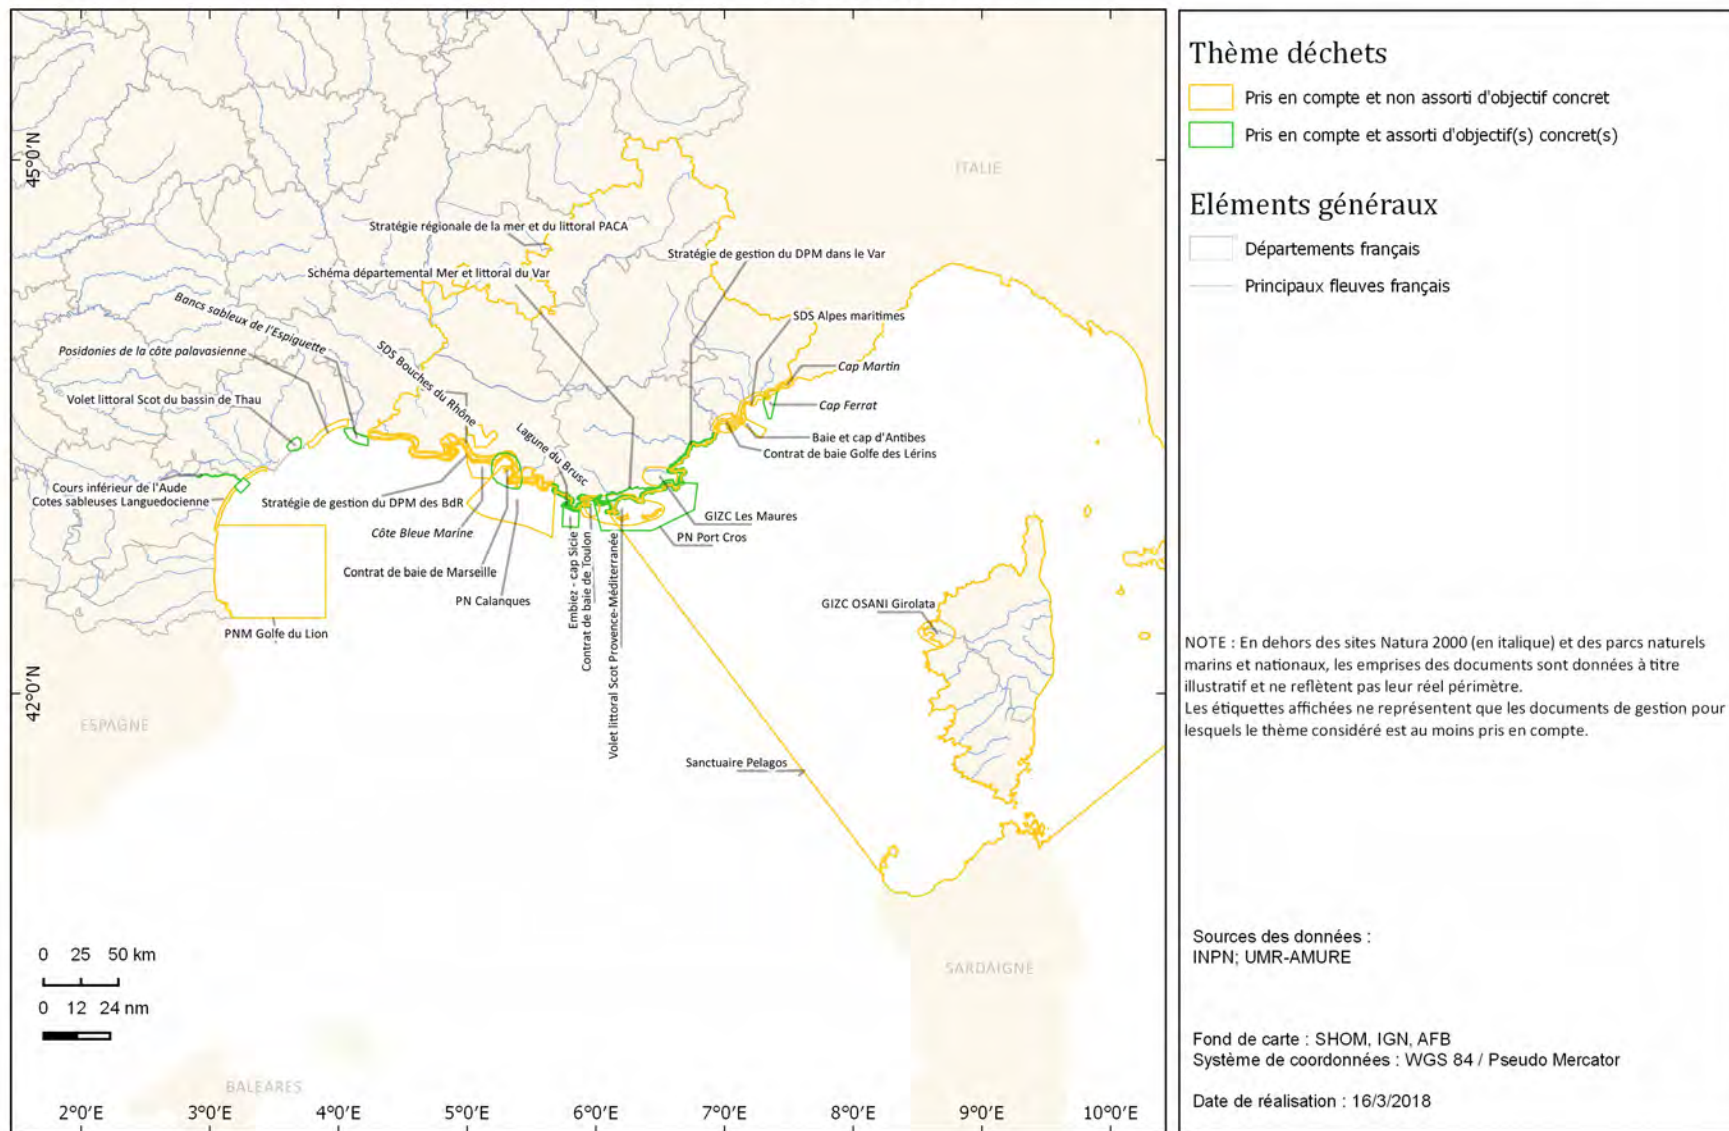 45°0'N
42°0'N
ITALIE
Stratégie régionale de la mer et du littoral PACA
Stratégie de gestion du DPM dans le Var
Schéma départemental Mer et littoral du Var
Bancs sableux de l'Espiguette
SDS Alpes maritimes
Posidonies de la côte palavasienne
SDS Bouches du Rhône
Cap Martin
Volet littoral Scot du bassin de Thau
Cap Ferrat
Lagune du Brusc
Baie et cap d'Antibes
Contrat de baie Golfe des Lérins
Cours inférieur de l'Aude
Cotes sableuses Languedocienne
Stratégie de gestion du DPM des BdR
GIZC Les Maures
Côte Bleue Marine
PN Port Cros
Contrat de baie de Marseille
PN Calanques
Embiez - cap Sicie
Contrat de baie de Toulon
Volet littoral Scot Provence-Méditerranée
GIZC OSANI Girolata
PNM Golfe du Lion
ESPAGNE
Sanctuaire Pelagos
SARDAIGNE
BALEARES
0 25 50 km
0 12 24 nm
2°0'E 3°0'E 4°0'E 5°0'E 6°0'E 7°0'E 8°0'E 9°0'E 10°0'E
Thème déchets
Pris en compte et non assorti d'objectif concret
Pris en compte et assorti d'objectif(s) concret(s)
Eléments généraux
Départements français
Principaux fleuves français
NOTE : En dehors des sites Natura 2000 (en italique) et des parcs naturels
marins et nationaux, les emprises des documents sont données à titre
illustratif et ne reflètent pas leur réel périmètre.
Les étiquettes affichées ne représentent que les documents de gestion pour
lesquels le thème considéré est au moins pris en compte.
Sources des données :
INPN; UMR-AMURE
Fond de carte : SHOM, IGN, AFB
Système de coordonnées : WGS 84 / Pseudo Mercator
Date de réalisation : 16/3/2018